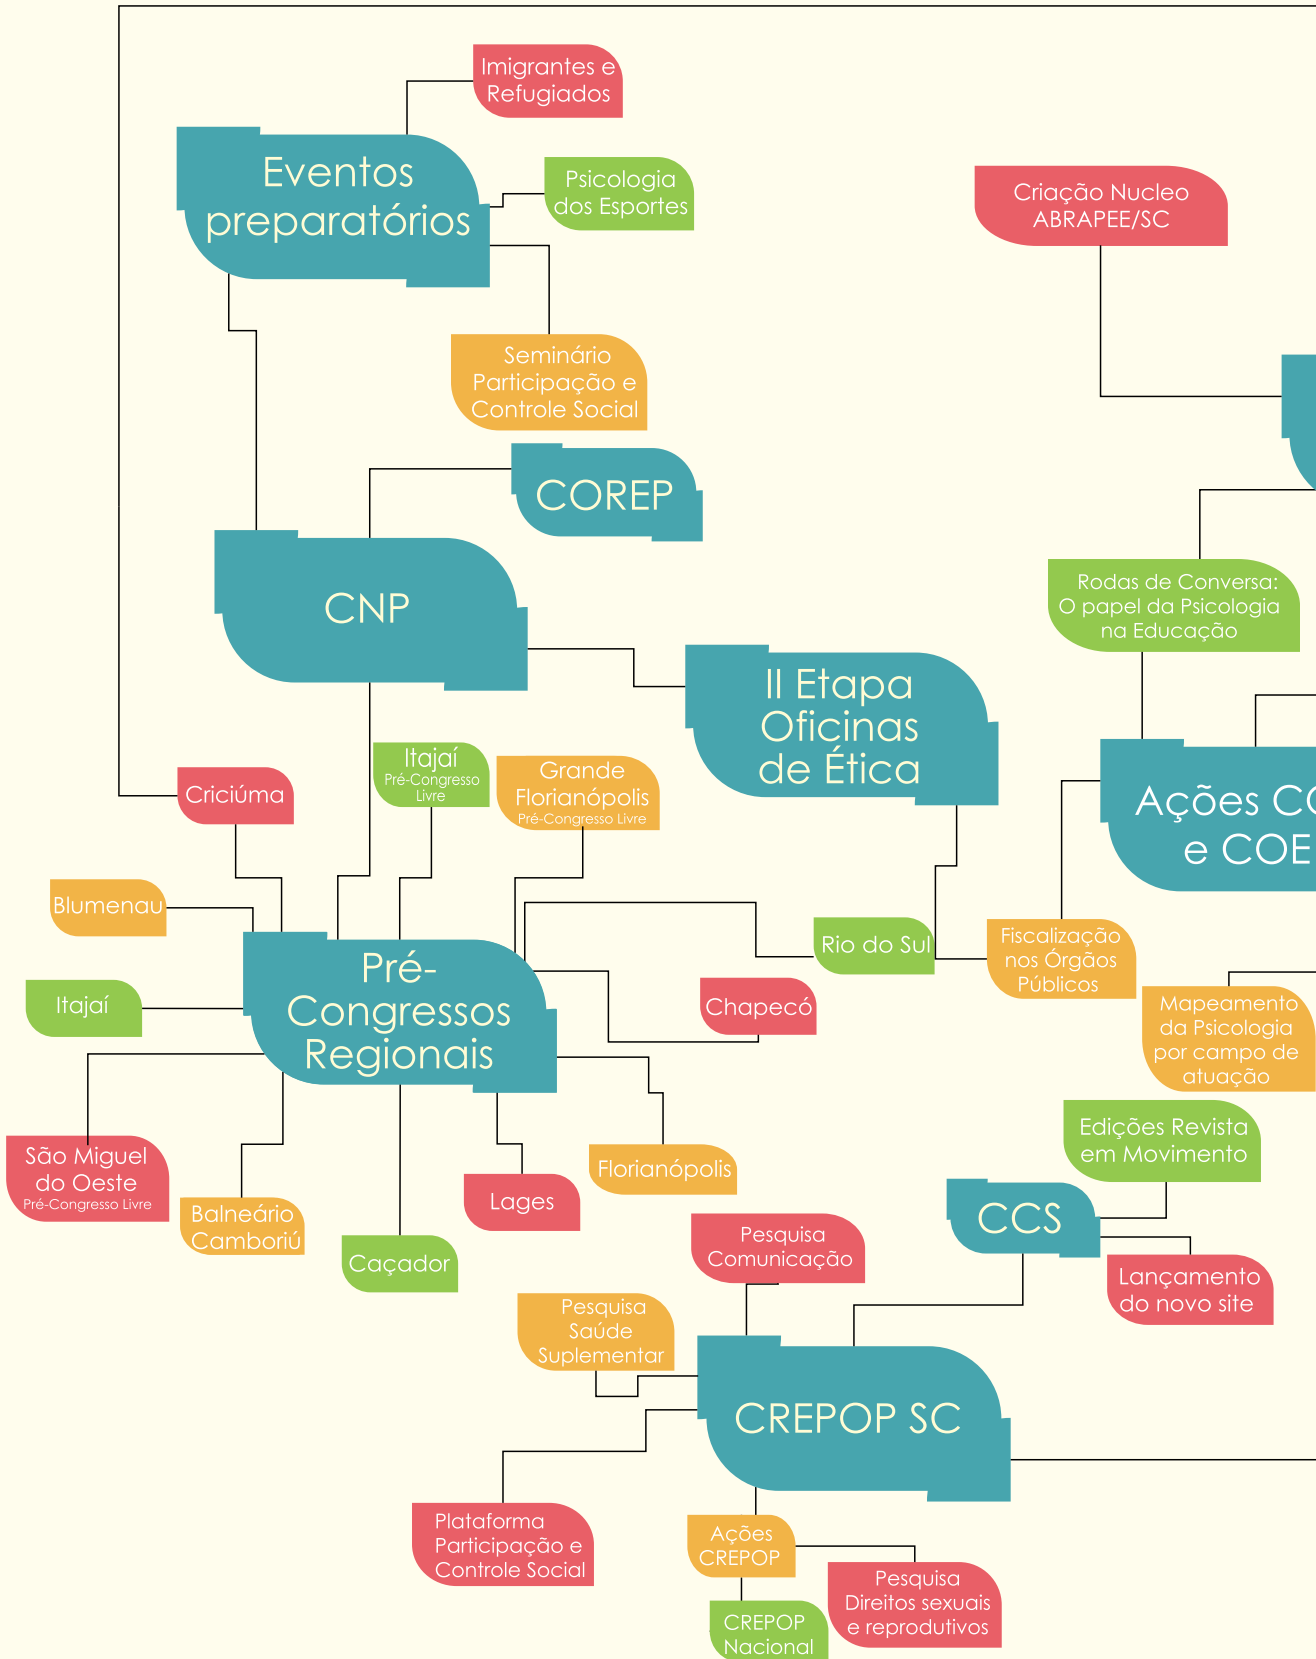 Imigrantes e
Refugiados
Eventos
preparatórios
Psicologia
dos Esportes
Criação Nucleo
ABRAPEE/SC
Seminário
Participação e
Controle Social
COREP
CNP
Rodas de Conversa:
O papel da Psicologia
na Educação
II Etapa
Oficinas
de Ética
Itajaí
Pré-Congresso
Livre
Grande
Florianópolis
Pré-Congresso Livre
Criciúma
Ações
e COE
Blumenau
Rio do Sul
Fiscalização
nos Órgãos
Públicos
Pré-
Congressos
Regionais
Itajaí
Chapecó
Mapeamento
da Psicologia
por campo de
atuação
São Miguel
do Oeste
Pré-Congresso Livre
Balneário
Camboriú
Caçador
Lages
Florianópolis
Edições Revista
em Movimento
CCS
Lançamento
do novo site
Pesquisa
Comunicação
Pesquisa
Saúde
Suplementar
CREPOP SC
Plataforma
Participação e
Controle Social
Ações
CREPOP
Pesquisa
Direitos sexuais
e reprodutivos
CREPOP
Nacional